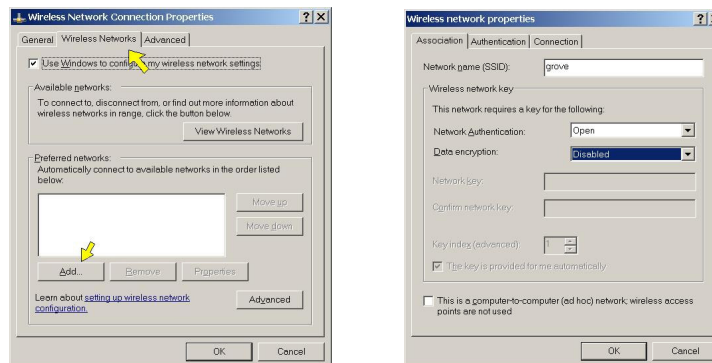 Wireless Network Connection Properties
General Wireless Networks Advanced
Use Windows to configure my wireless network settings
Available networks:
To connect to, disconnect from, or find out more information about
wireless networks in range, click the button below.
View Wireless Networks
Preferred networks:
Automatically connect to available networks in the order listed
below:
Move up
Move down
Add... Remove Properties
Learn about setting up wireless network
configuration.
Advanced
OK Cancel
Wireless network properties
Association Authentication Connection
Network name (SSID): grove
Wireless network key
This network requires a key for the following:
Network Authentication: Open
Data encryption: Disabled
Network key:
Confirm network key:
Key index (advanced): 1
The key is provided for me automatically
This is a computer-to-computer (ad hoc) network; wireless access
points are not used
OK Cancel